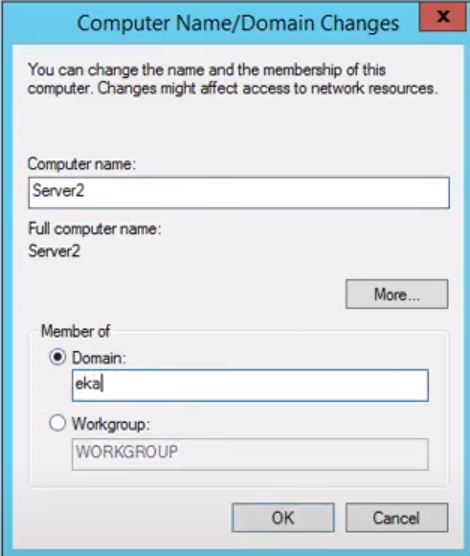 Computer Name/Domain Changes
x
You can change the name and the membership of this
computer. Changes might affect access to network resources.
Computer name:
Server2
Full computer name:
Server2
More...
Member of
Domain:
eka
Workgroup:
WORKGROUP
OK
Cancel